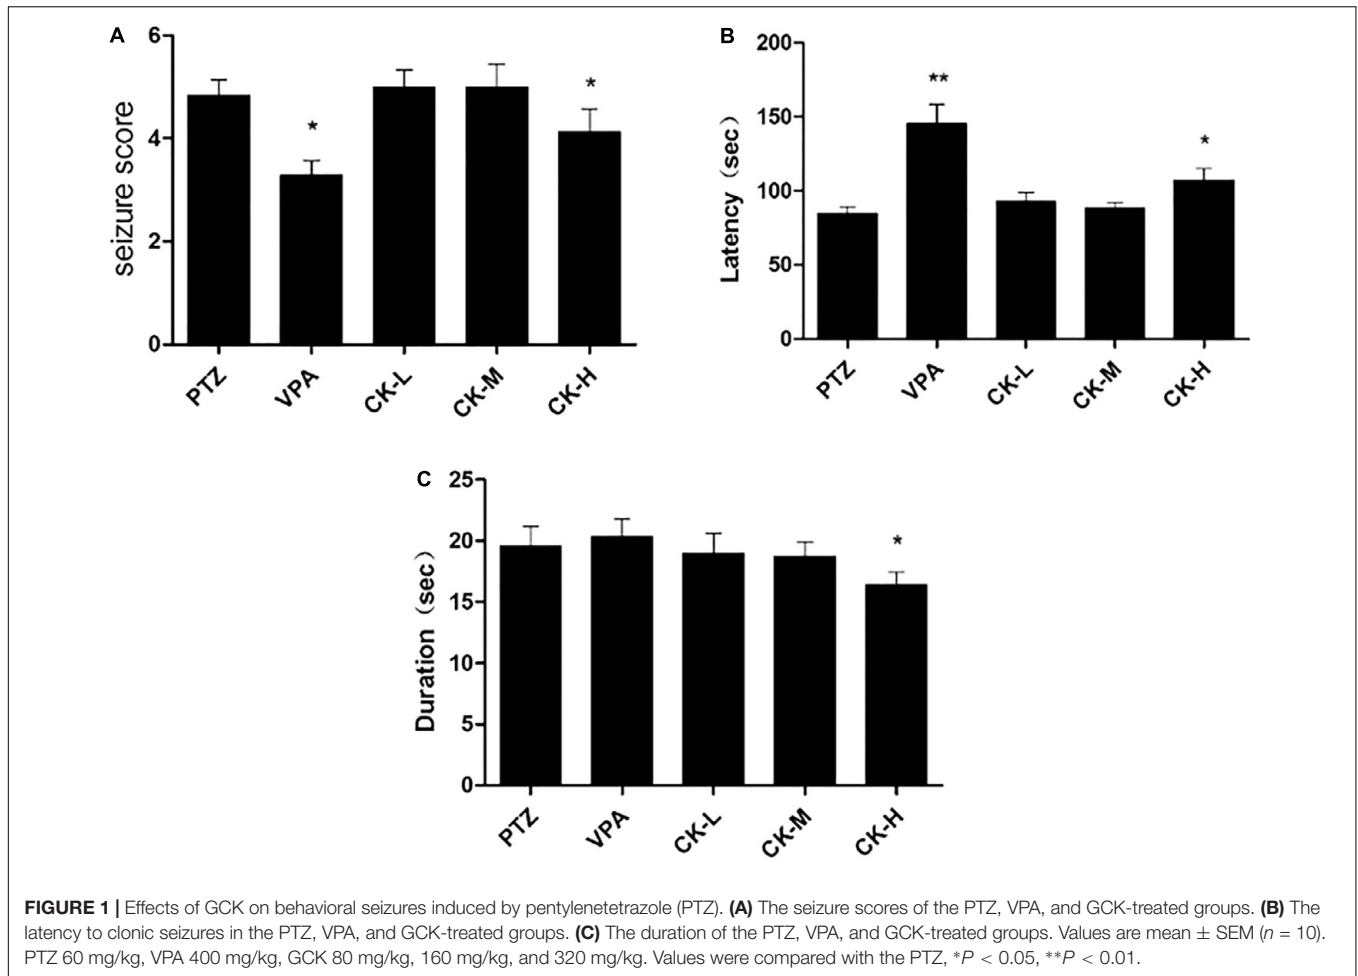 A
6
4
2
0
seizure score
*
*
PTZ
VPA
CK-L
CK-M
CK-H
B
200
150
100
50
0
Latency (sec)
**
*
PTZ
VPA
CK-L
CK-M
CK-H
C
25
20
15
10
5
0
Duration (sec)
*
PTZ
VPA
CK-L
CK-M
CK-H
FIGURE 1 | Effects of GCK on behavioral seizures induced by pentylenetetrazole (PTZ). (A) The seizure scores of the PTZ, VPA, and GCK-treated groups. (B) The
latency to clonic seizures in the PTZ, VPA, and GCK-treated groups. (C) The duration of the PTZ, VPA, and GCK-treated groups. Values are mean ± SEM (n = 10).
PTZ 60 mg/kg, VPA 400 mg/kg, GCK 80 mg/kg, 160 mg/kg, and 320 mg/kg. Values were compared with the PTZ, *P < 0.05, **P < 0.01.